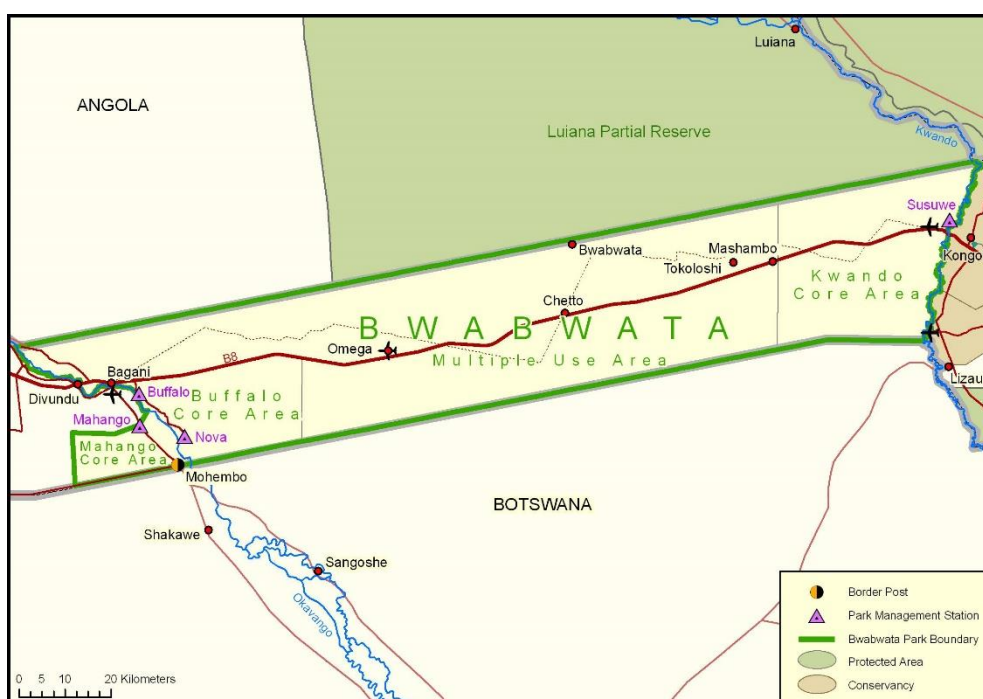 Luiana
ANGOLA
Luiana Partial Reserve
Kwando
Susuwe
Bwabwata
Mashambo
Kongo
Tokoloshi
Kwando
Core Area
Chetto
BWABWATA
Multiple Use Area
Omega
B8
Bagani
Divundu
Buffalo
Buffalo
Core Area
Lizau
Mahango
Nova
Mahango
Core Area
Mohembo
BOTSWANA
Shakawe
Sangoshe
Okavango
Border Post
Park Management Station
Bwabwata Park Boundary
Protected Area
Conservancy
0 5 10 20 Kilometers